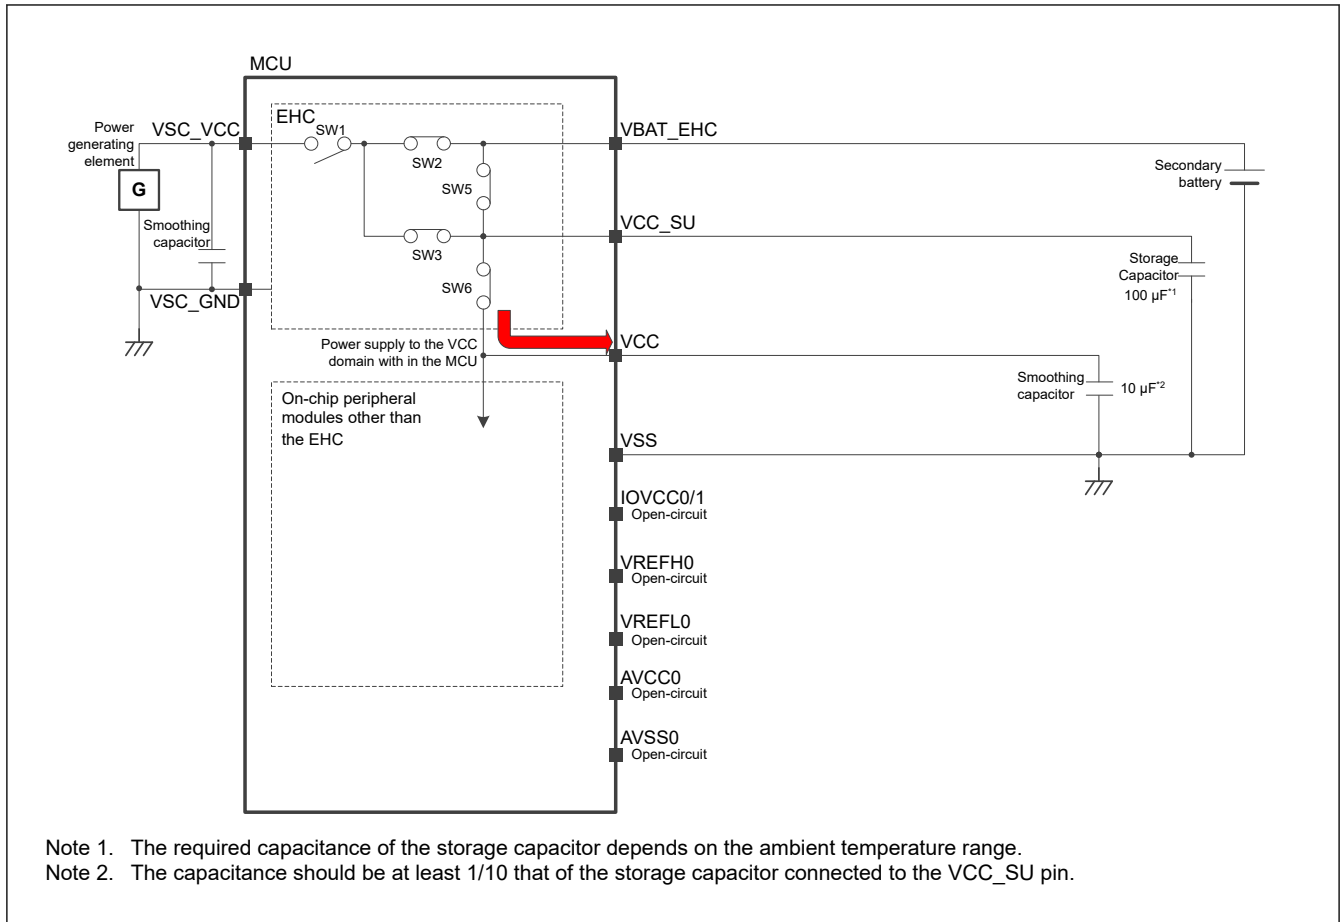 MCU
EHC
Power
generating
element
VSC_VCC
SW1
SW2
VBAT_EHC
G
SW5
Secondary
battery
Smoothing
capacitor
VCC_SU
SW3
Storage
Capacitor
100 µF*1
SW6
VSC_GND
Power supply to the VCC
domain with in the MCU
VCC
Smoothing
capacitor
10 µF*2
On-chip peripheral
modules other than
the EHC
VSS
IOVCC0/1
Open-circuit
VREFH0
Open-circuit
VREFL0
Open-circuit
AVCC0
Open-circuit
AVSS0
Open-circuit
Note 1. The required capacitance of the storage capacitor depends on the ambient temperature range.
Note 2. The capacitance should be at least 1/10 that of the storage capacitor connected to the VCC_SU pin.